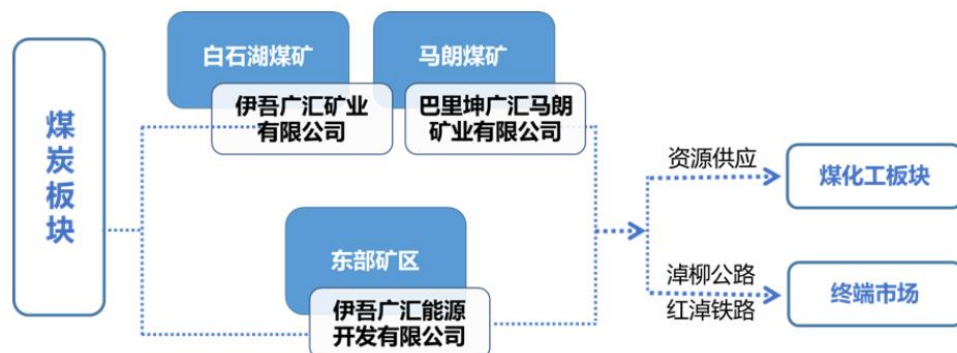 煤炭板块
白石湖煤矿
伊吾广汇矿业
有限公司
马朗煤矿
巴里坤广汇马朗
矿业有限公司
东部矿区
伊吾广汇能源
开发有限公司
资源供应
煤化工板块
淖柳公路
红淖铁路
终端市场